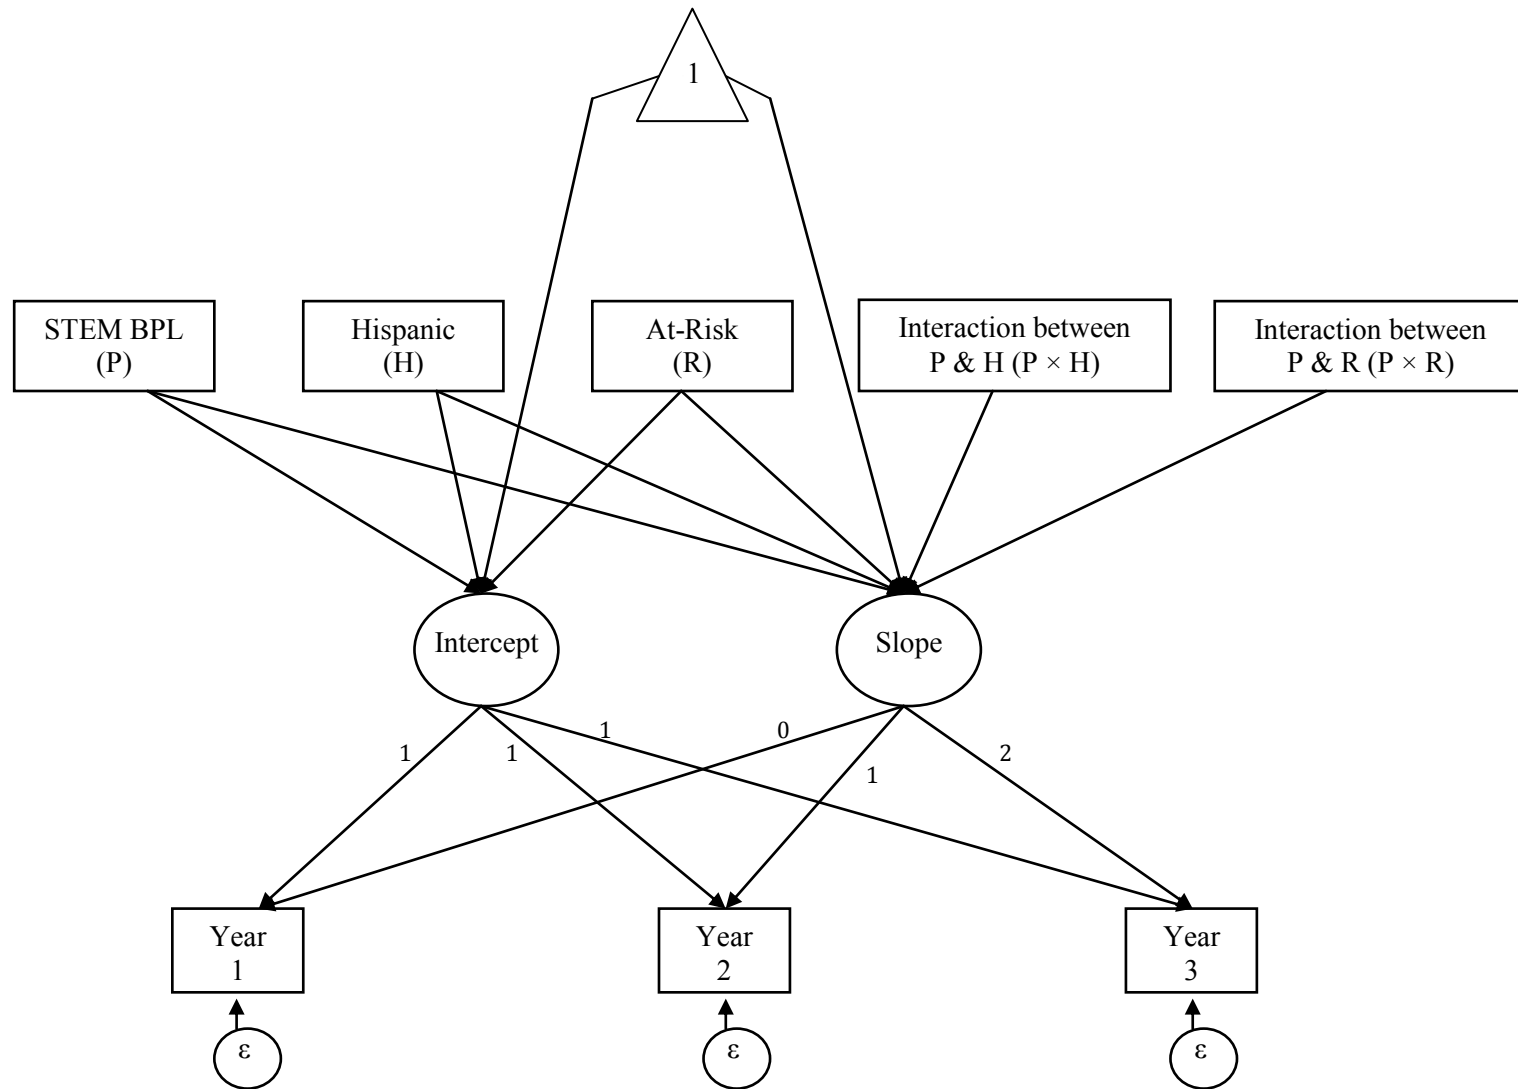 1
STEM BPL
(P)
Hispanic
(H)
At-Risk
(R)
Interaction between
P & H (P × H)
Interaction between
P & R (P × R)
Intercept
Slope
1
1
1
0
1
2
Year
1
Year
2
Year
3
ε
ε
ε